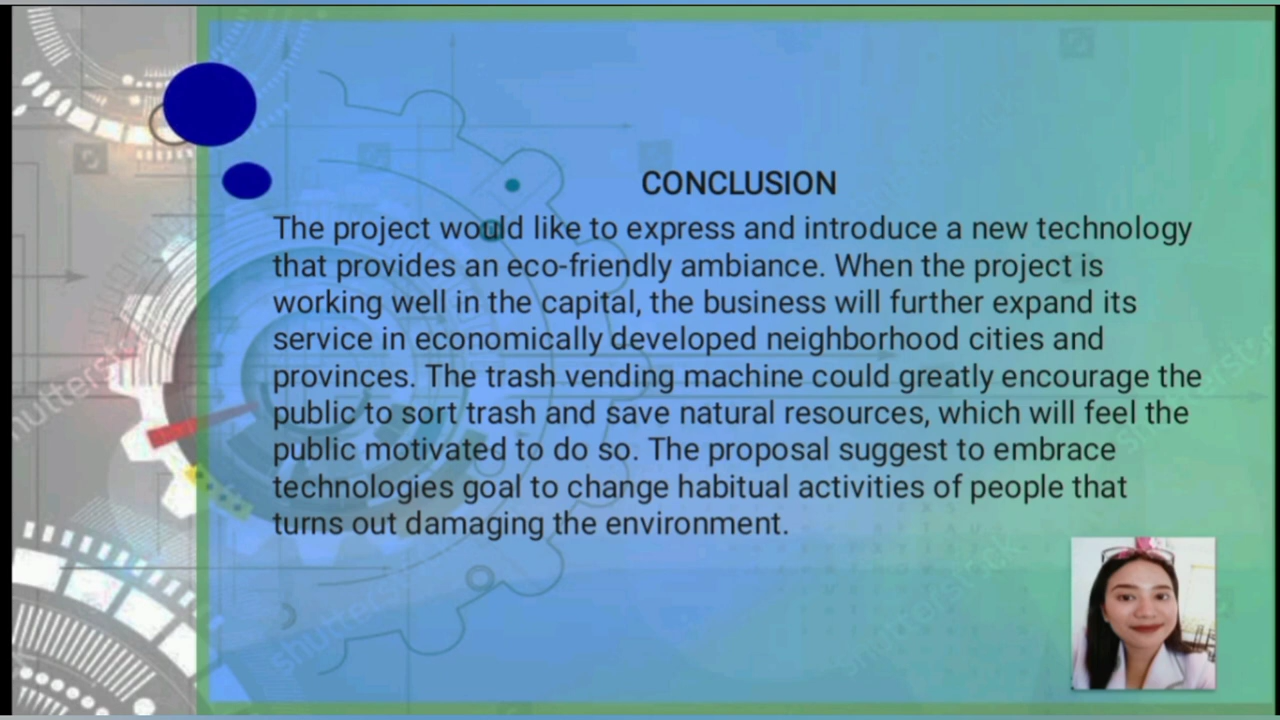 CONCLUSION
The project would like to express and introduce a new technology
that provides an eco-friendly ambiance. When the project is
working well in the capital, the business will further expand its
service in economically developed neighborhood cities and
provinces. The trash vending machine could greatly encourage the
public to sort trash and save natural resources, which will feel the
public motivated to do so. The proposal suggest to embrace
technologies goal to change habitual activities of people that
turns out damaging the environment.
shutterstock
shutterstock